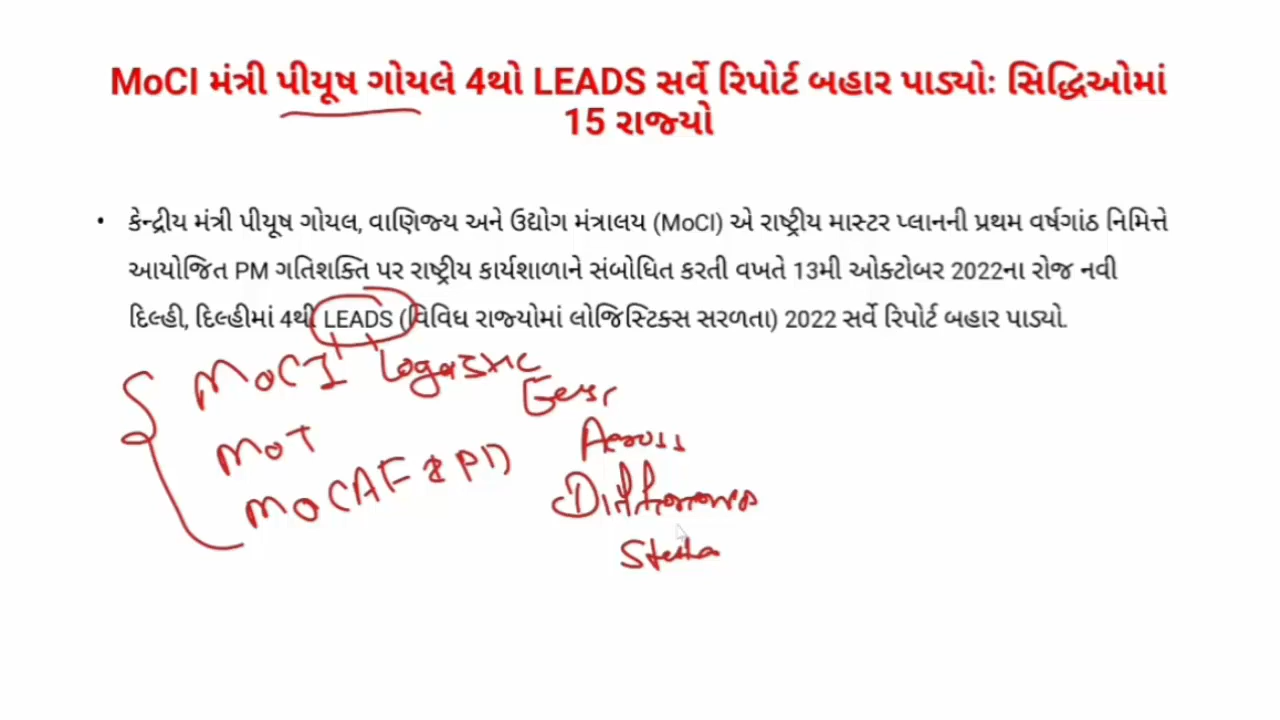 MoCI મંત્રી પીયૂષ ગોયલે 4થો LEADS સર્વે રિપોર્ટ બહાર પાડ્યોઃ સિદ્ધિઓમાં
15 રાજ્યો
• કેન્દ્રીય મંત્રી પીયૂષ ગોયલ, વાણિજ્ય અને ઉદ્યોગ મંત્રાલય (MoCI) એ રાષ્ટ્રીય માસ્ટર પ્લાનની પ્રથમ વર્ષગાંઠ નિમિત્તે
આયોજિત PM ગતિશક્તિ પર રાષ્ટ્રીય કાર્યશાળાને સંબોધિત કરતી વખતે 13મી ઓક્ટોબર 2022ના રોજ નવી
દિલ્હી, દિલ્હીમાં 4થી LEADS (વિવિધ રાજ્યોમાં લોજિસ્ટિક્સ સરળતા) 2022 સર્વે રિપોર્ટ બહાર પાડ્યો.
MoCI
Across
MoT
MoCAF & PD